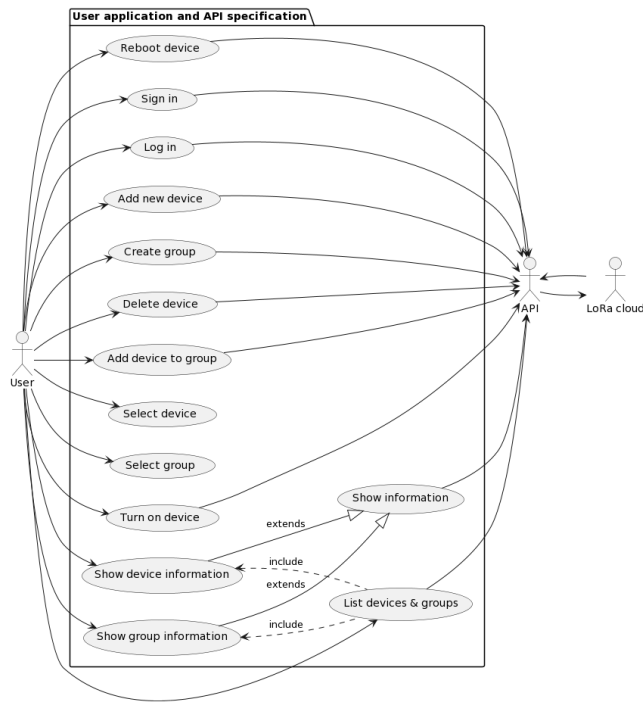 User application and API specification
Reboot device
Sign in
Log in
Add new device
Create group
Delete device
API
LoRa cloud
User
Add device to group
Select device
Select group
Show information
Turn on device
extends
Show device information
include
extends
List devices & groups
include
Show group information